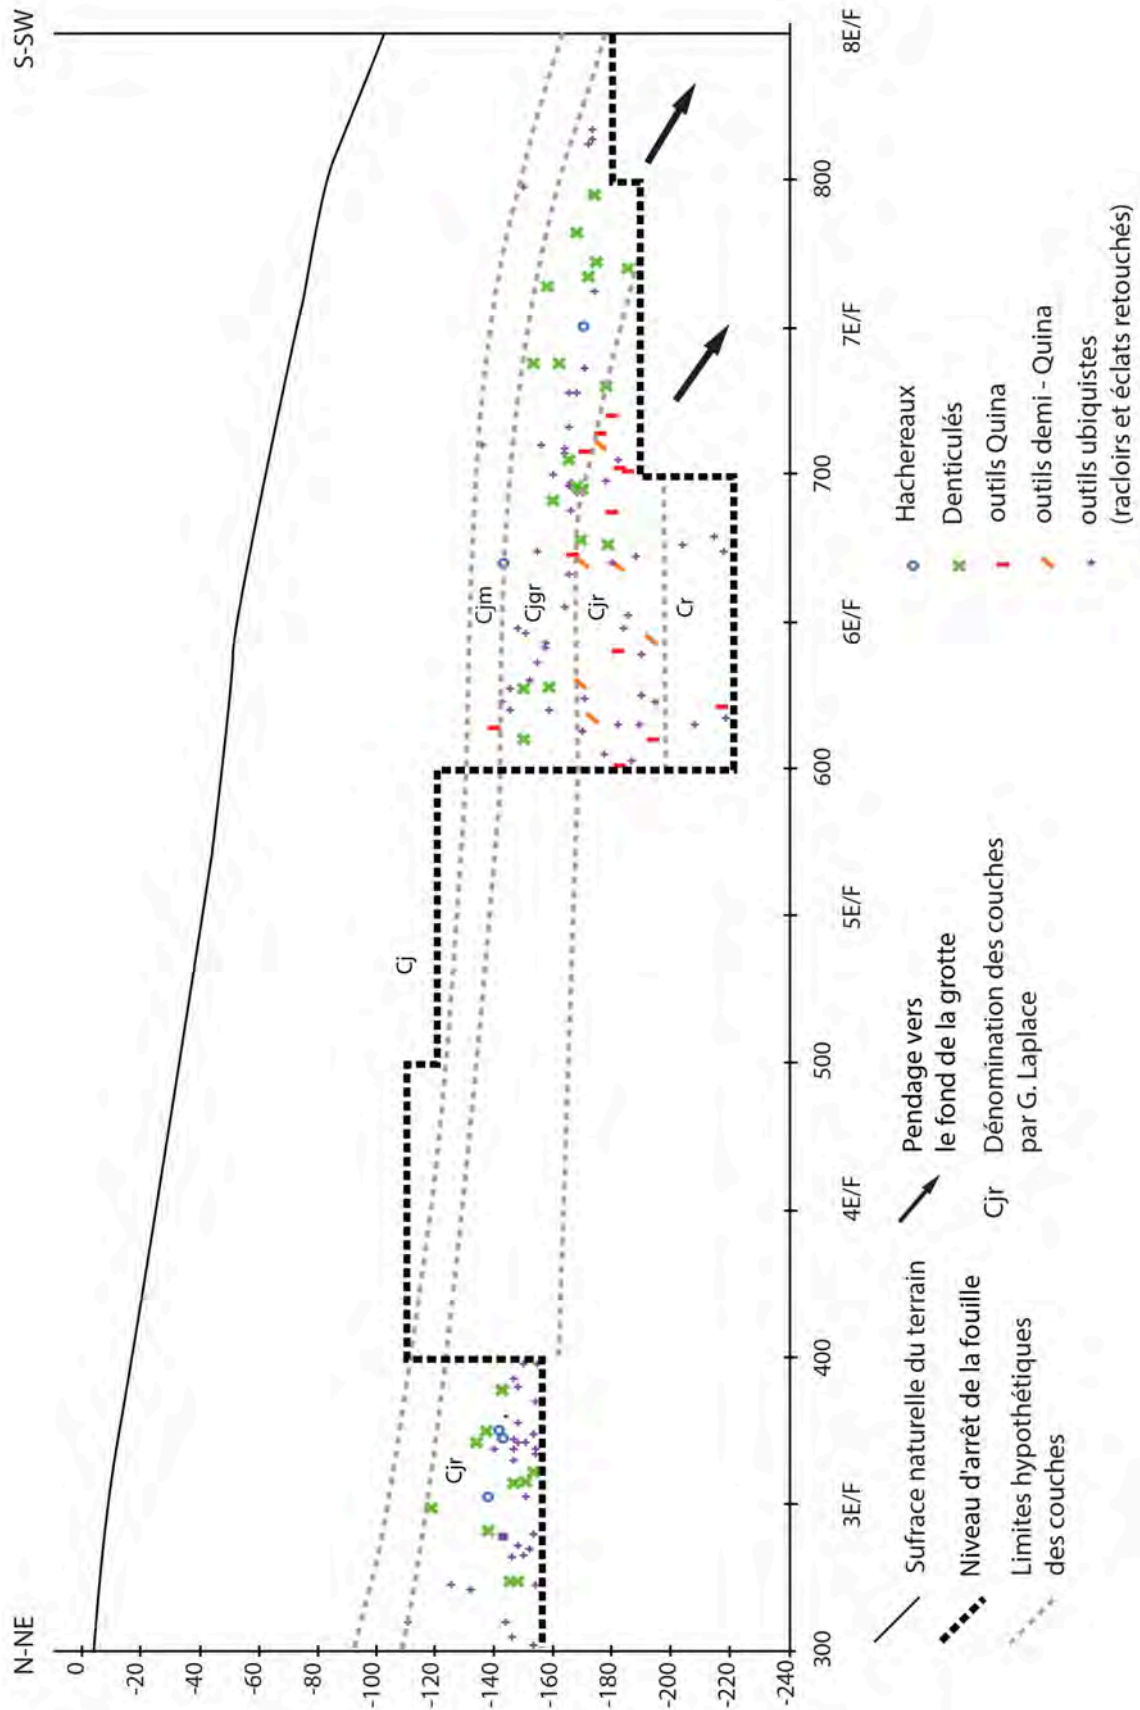 N-NE
S-SW
0
-20
-40
-60
-80
-100
-120
-140
-160
-180
-200
-220
-240
Cj
Cjm
Cjgr
Cjr
Cr
Cjr
300
3E/F
400
4E/F
500
5E/F
600
6E/F
700
7E/F
800
8E/F
Sufrace naturelle du terrain
Niveau d'arrêt de la fouille
Limites hypothétiques
des couches
Pendage vers
le fond de la grotte
Cjr Dénomination des couches
par G. Laplace
Hachereaux
Denticulés
outils Quina
outils demi - Quina
outils ubiquistes
(racloirs et éclats retouchés)